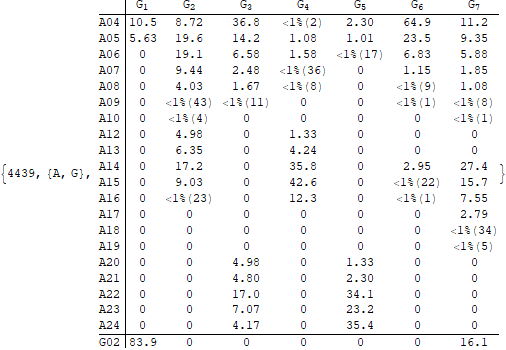 G₁ G₂ G₃ G₄ G₅ G₆ G₇
A04 10.5 8.72 36.8 <1%(2) 2.30 64.9 11.2
A05 5.63 19.6 14.2 1.08 1.01 23.5 9.35
A06 0 19.1 6.58 1.58 <1%(17) 6.83 5.88
A07 0 9.44 2.48 <1%(36) 0 1.15 1.85
A08 0 4.03 1.67 <1%(8) 0 <1%(9) 1.08
A09 0 <1%(43) <1%(11) 0 0 <1%(1) <1%(8)
A10 0 <1%(4) 0 0 0 0 <1%(1)
A12 0 4.98 0 1.33 0 0 0
A13 0 6.35 0 4.24 0 0 0
{4439, {A, G}, A14 0 17.2 0 35.8 0 2.95 27.4 }
A15 0 9.03 0 42.6 0 <1%(22) 15.7
A16 0 <1%(23) 0 12.3 0 <1%(1) 7.55
A17 0 0 0 0 0 0 2.79
A18 0 0 0 0 0 0 <1%(34)
A19 0 0 0 0 0 0 <1%(5)
A20 0 0 4.98 0 1.33 0 0
A21 0 0 4.80 0 2.30 0 0
A22 0 0 17.0 0 34.1 0 0
A23 0 0 7.07 0 23.2 0 0
A24 0 0 4.17 0 35.4 0 0
G02 83.9 0 0 0 0 0 16.1